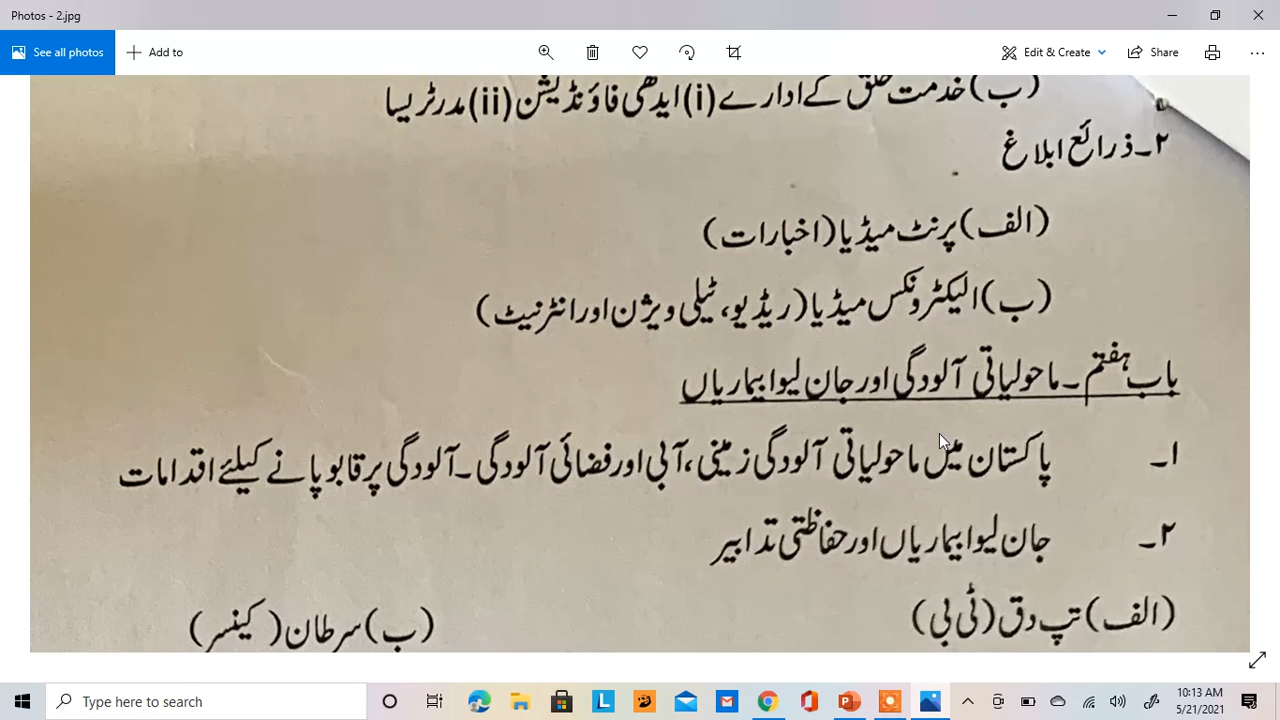 Photos - 2.jpg
See all photos
Add to
Edit & Create
Share
(ب) خدمت خلق کے ادارے (i) ایدھی فاؤنڈیشن (ii) مدر ٹریسا
۲۔ ذرائع ابلاغ
(الف) پرنٹ میڈیا (اخبارات)
(ب) الیکٹرونکس میڈیا (ریڈیو، ٹیلی ویژن اور انٹرنیٹ)
باب ہفتم ۔ ماحولیاتی آلودگی اور جان لیوا بیماریاں
۱۔ پاکستان میں ماحولیاتی آلودگی زمینی، آبی اور فضائی آلودگی۔ آلودگی پر قابو پانے کیلئے اقدامات
۲۔ جان لیوا بیماریاں اور حفاظتی تدابیر
(الف) تپ دق (ٹی بی) (ب) سرطان (کینسر)
Type here to search
10:13 AM
5/21/2021